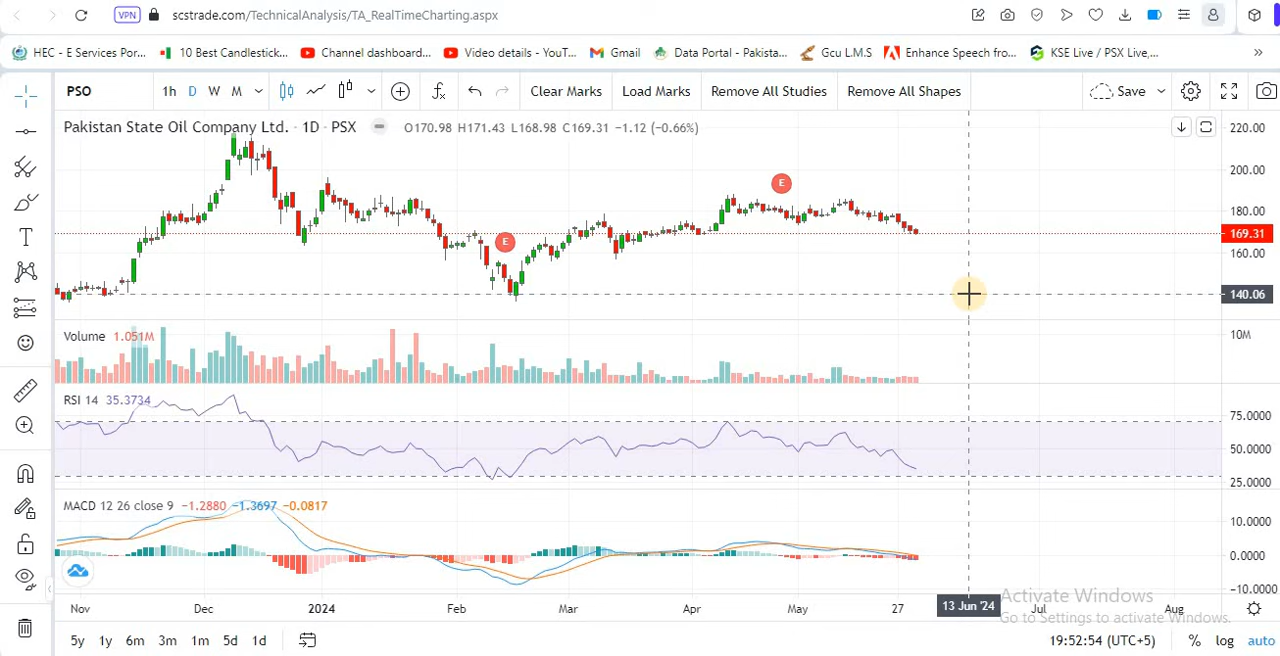 VPN scstrade.com/TechnicalAnalysis/TA_RealTimeCharting.aspx
HEC - E Services Por... 10 Best Candlestick... Channel dashboard... Video details - YouT... Gmail Data Portal - Pakista... Gcu L.M.S Enhance Speech fro... KSE Live / PSX Live,... »
PSO 1h D W M Clear Marks Load Marks Remove All Studies Remove All Shapes Save
Pakistan State Oil Company Ltd. · 1D · PSX O170.98 H171.43 L168.98 C169.31 −1.12 (−0.66%)
220.00
200.00
E
180.00
E
169.31
160.00
140.06
Volume 1.051M
10M
RSI 14 35.3734
75.0000
50.0000
25.0000
MACD 12 26 close 9 −1.2880 −1.3697 −0.0817
10.0000
0.0000
−10.0000
Nov Dec 2024 Feb Mar Apr May 27 13 Jun '24 Jul Aug
Activate Windows
Go to Settings to activate Windows.
5y 1y 6m 3m 1m 5d 1d 19:52:54 (UTC+5) % log auto